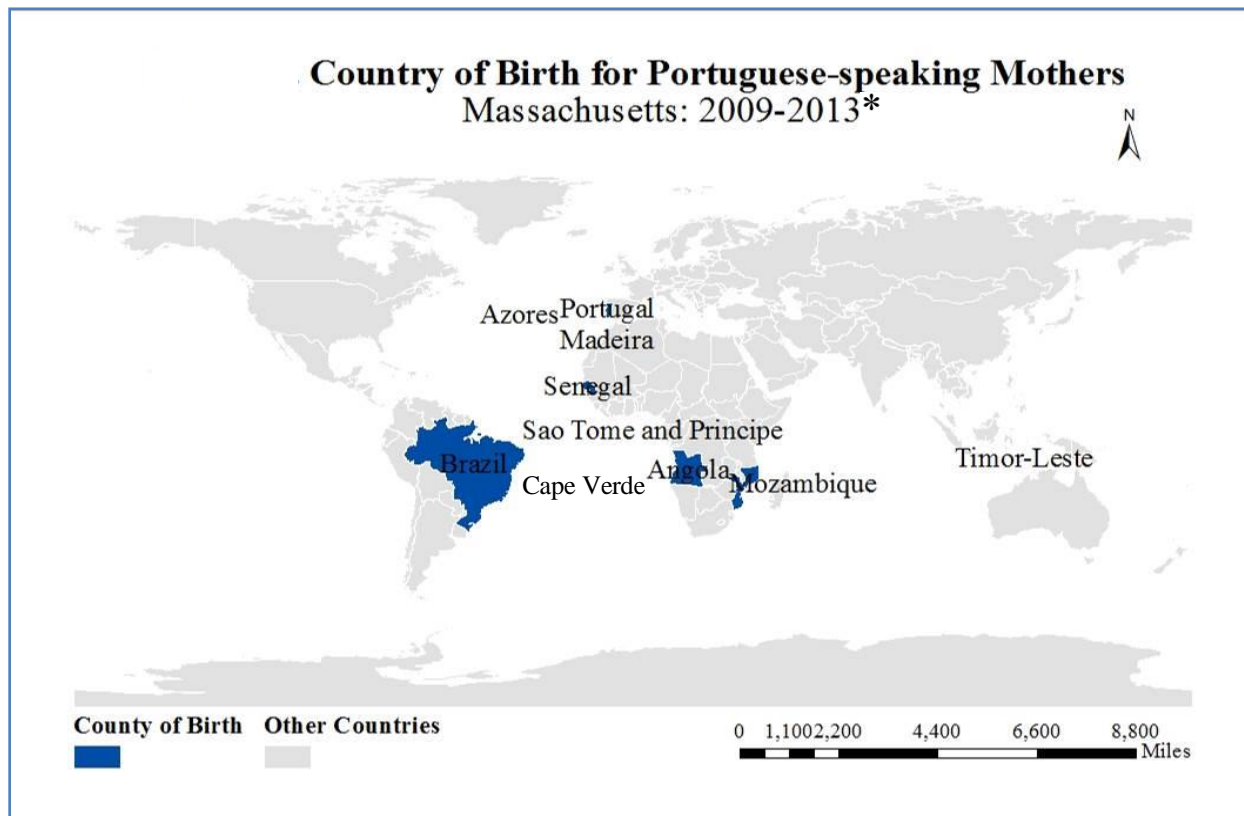 Country of Birth for Portuguese-speaking Mothers
Massachusetts: 2009-2013*
N
Azores Portugal
Madeira
Senegal
Sao Tome and Principe
Brazil
Angola
Timor-Leste
Cape Verde
Mozambique
County of Birth Other Countries
0 1,100 2,200 4,400 6,600 8,800
Miles